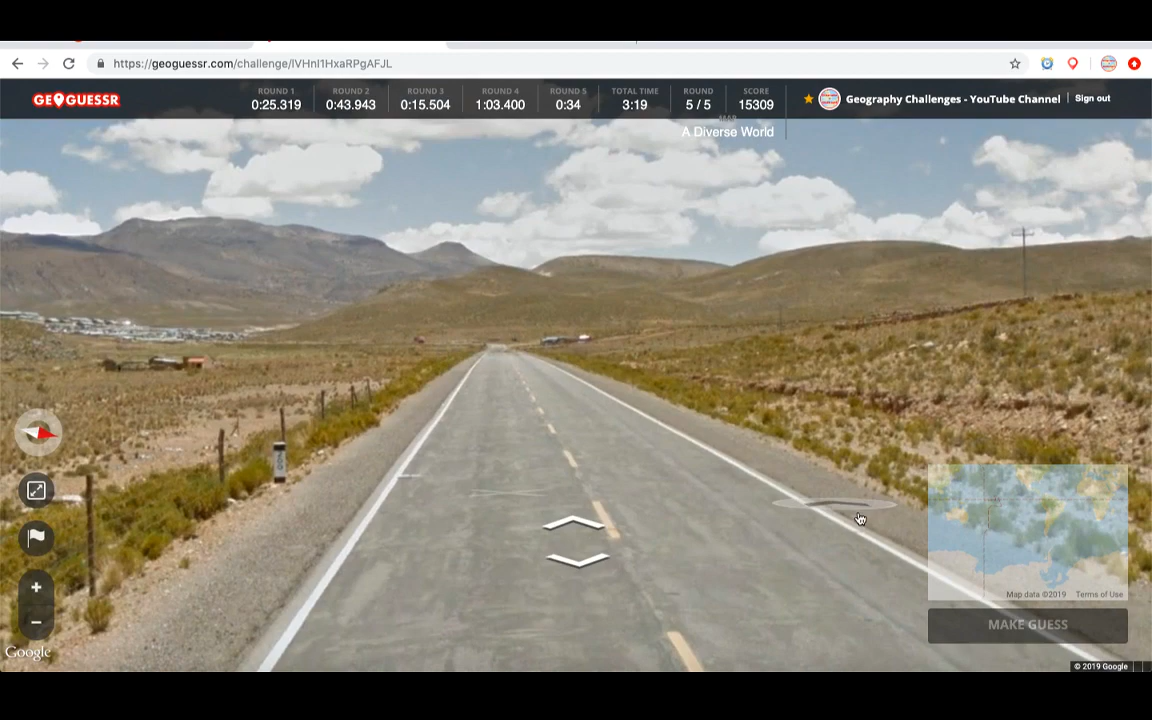 https://geoguessr.com/challenge/lVHnl1HxaRPgAFJL
GEOGUESSR
ROUND 1
0:25.319
ROUND 2
0:43.943
ROUND 3
0:15.504
ROUND 4
1:03.400
ROUND 5
0:34
TOTAL TIME
3:19
ROUND
5 / 5
SCORE
15309
MAP
A Diverse World
Geography Challenges - YouTube Channel
Sign out
Map data ©2019
Terms of Use
MAKE GUESS
Google
© 2019 Google